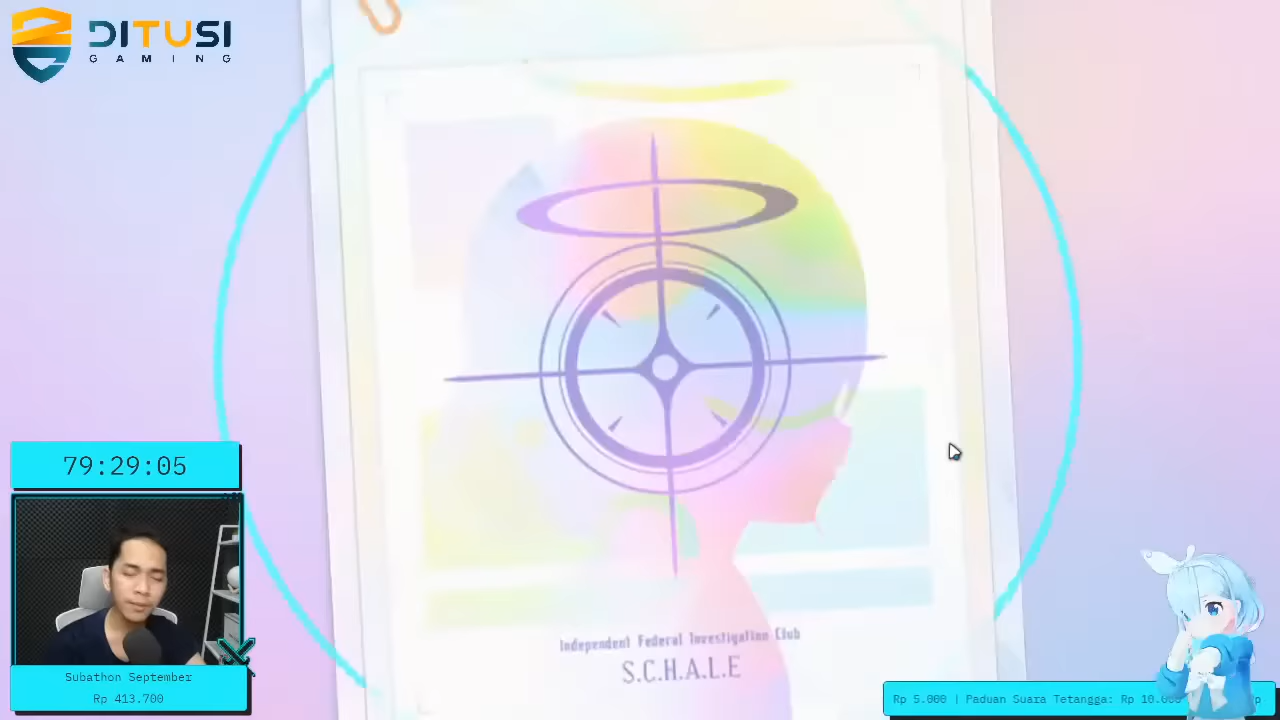 DITUSI
GAMING
79:29:05
Subathon September
Rp 413.700
Independent Federal Investigation Club
S.C.H.A.L.E
Rp 5.000 | Paduan Suara Tetangga: Rp 10.000